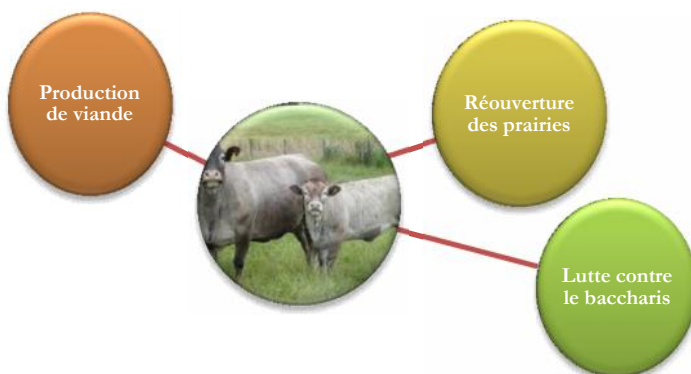 Production
de viande
Réouverture
des prairies
Lutte contre
le baccharis